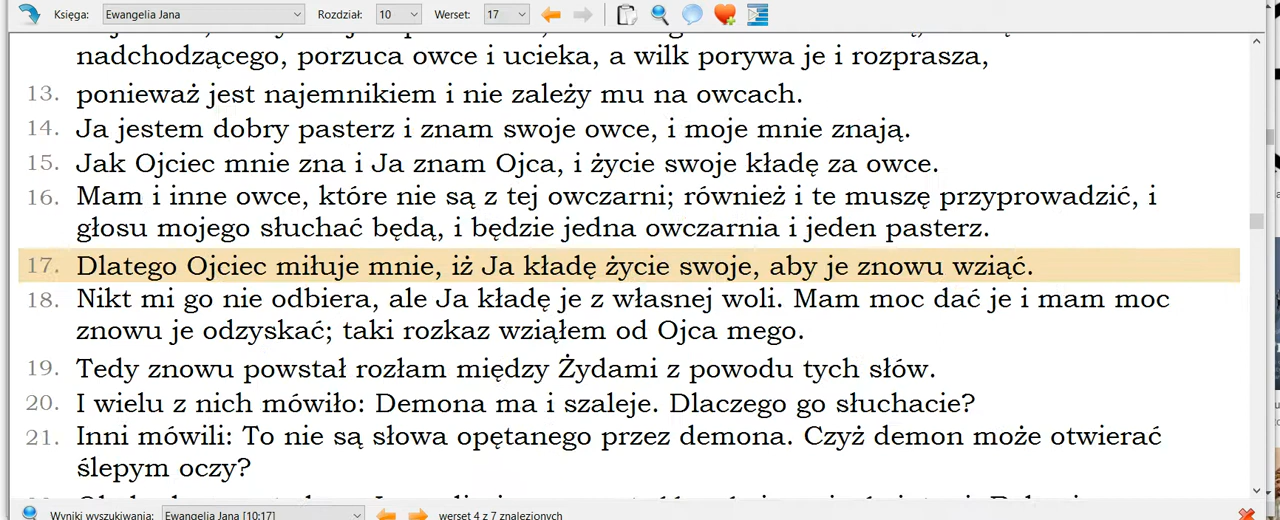 Księga: Ewangelia Jana Rozdział: 10 Werset: 17
nadchodzącego, porzuca owce i ucieka, a wilk porywa je i rozprasza,
13. ponieważ jest najemnikiem i nie zależy mu na owcach.
14. Ja jestem dobry pasterz i znam swoje owce, i moje mnie znają.
15. Jak Ojciec mnie zna i Ja znam Ojca, i życie swoje kładę za owce.
16. Mam i inne owce, które nie są z tej owczarni; również i te muszę przyprowadzić, i
głosu mojego słuchać będą, i będzie jedna owczarnia i jeden pasterz.
17. Dlatego Ojciec miłuje mnie, iż Ja kładę życie swoje, aby je znowu wziąć.
18. Nikt mi go nie odbiera, ale Ja kładę je z własnej woli. Mam moc dać je i mam moc
znowu je odzyskać; taki rozkaz wziąłem od Ojca mego.
19. Tedy znowu powstał rozłam między Żydami z powodu tych słów.
20. I wielu z nich mówiło: Demona ma i szaleje. Dlaczego go słuchacie?
21. Inni mówili: To nie są słowa opętanego przez demona. Czyż demon może otwierać
ślepym oczy?
Wyniki wyszukiwania: Ewangelia Jana [10:17] werset 4 z 7 znalezionych